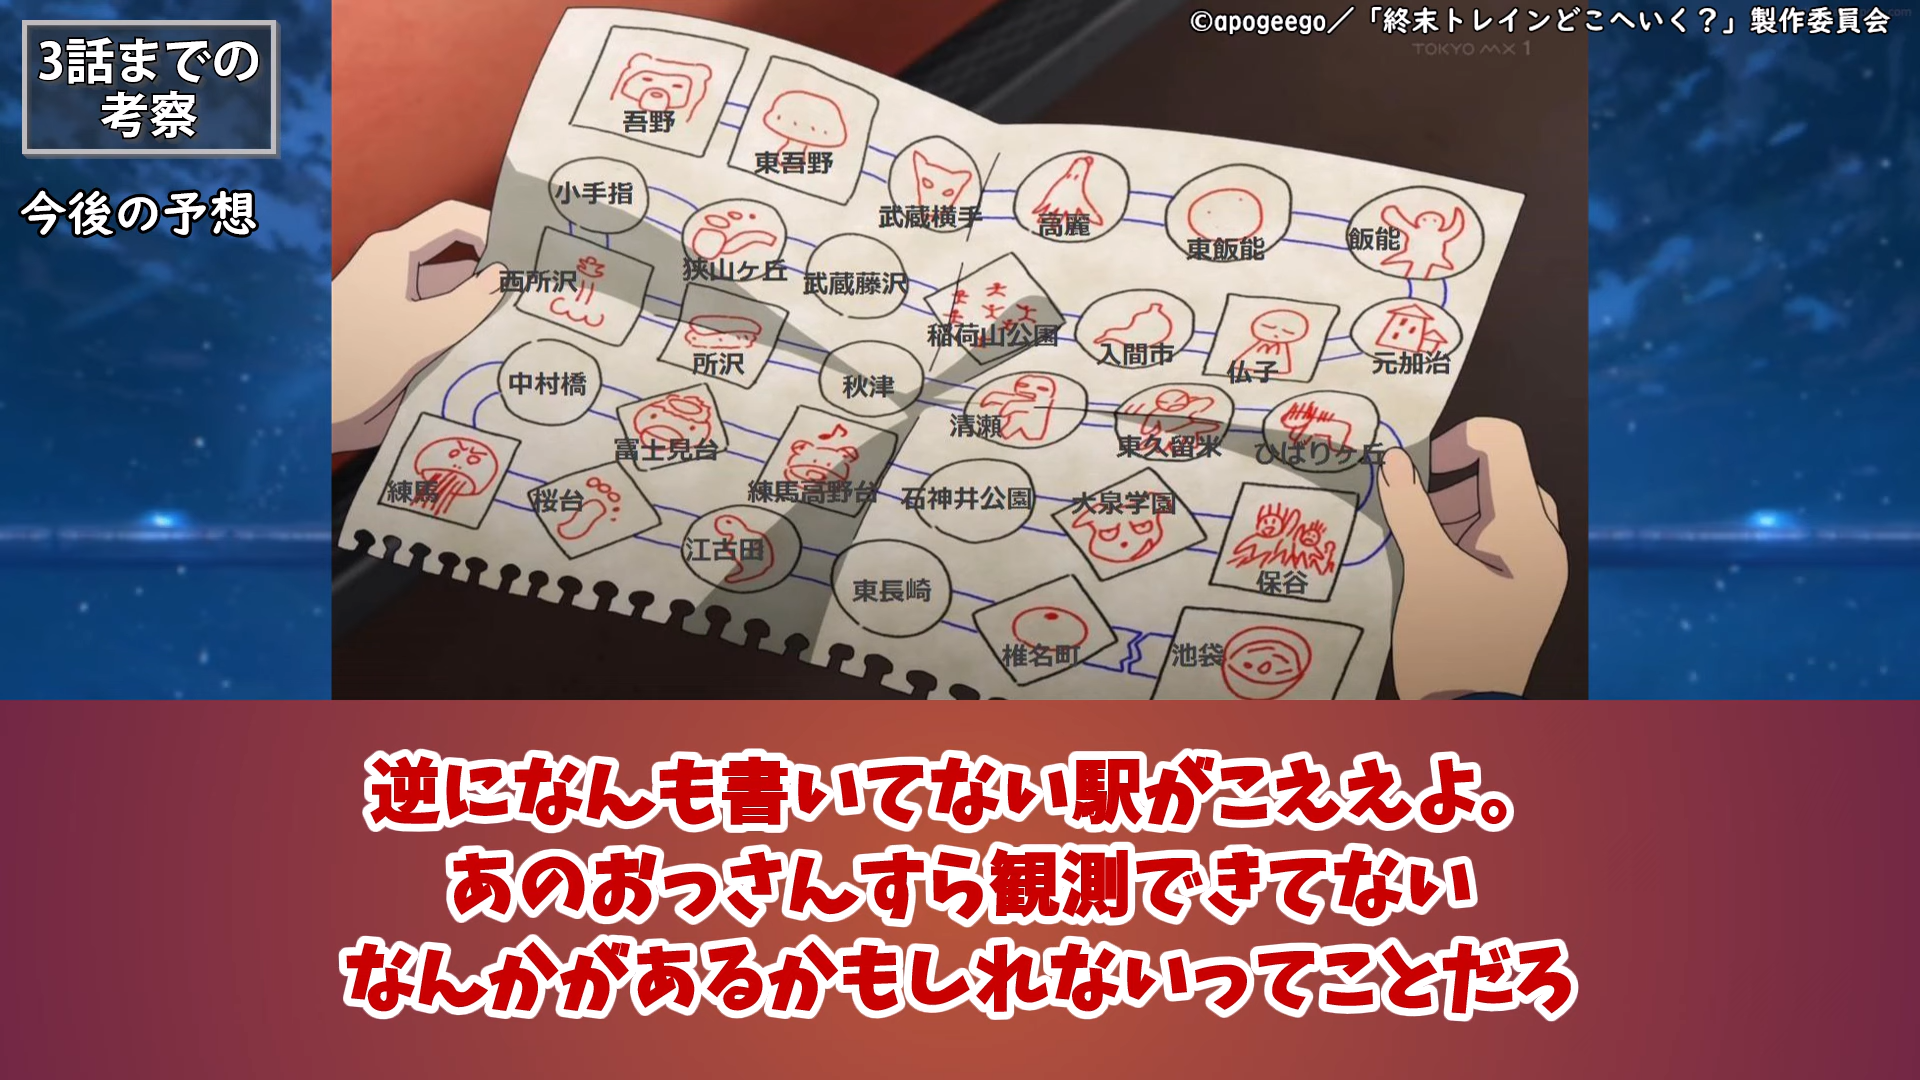 ©apogeego／「終末トレインどこへいく？」製作委員会
TOKYO MX 1
3話までの
考察
今後の予想
吾野
東吾野
武蔵横手
高麗
東飯能
飯能
小手指
狭山ヶ丘
武蔵藤沢
稲荷山公園
入間市
仏子
元加治
西所沢
所沢
秋津
清瀬
東久留米
ひばりヶ丘
中村橋
富士見台
練馬高野台
石神井公園
大泉学園
保谷
練馬
桜台
江古田
東長崎
椎名町
池袋
逆になんも書いてない駅がこええよ。
あのおっさんすら観測できてない
なんかがあるかもしれないってことだろ